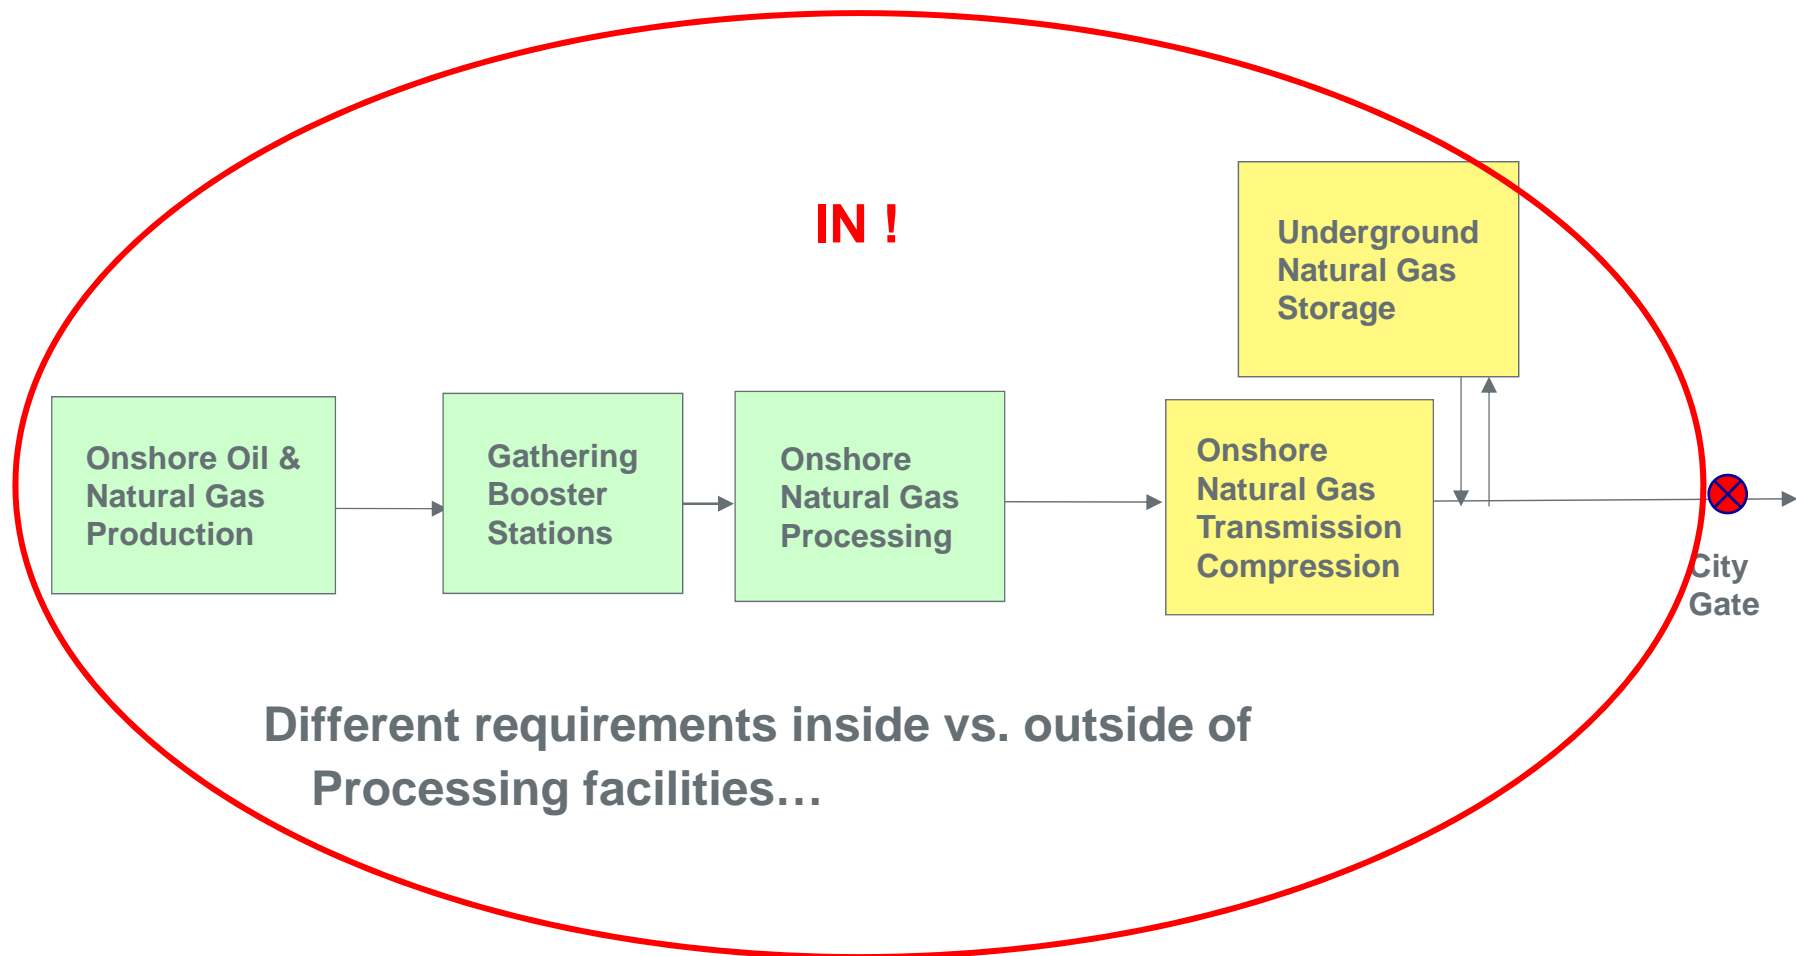 IN !
Underground
Natural Gas
Storage
Onshore Oil &
Natural Gas
Production
Gathering
Booster
Stations
Onshore
Natural Gas
Processing
Onshore
Natural Gas
Transmission
Compression
City
Gate
Different requirements inside vs. outside of
Processing facilities…